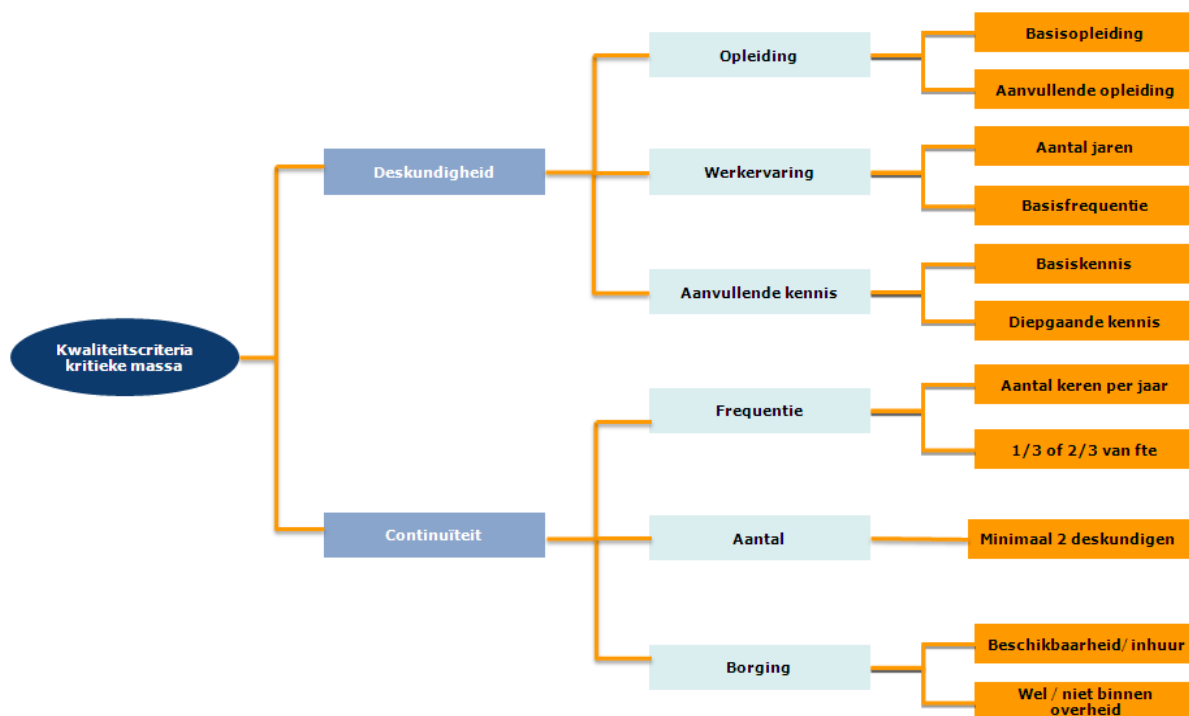 Kwaliteitscriteria
kritieke massa
Deskundigheid
Opleiding
Basisopleiding
Aanvullende opleiding
Werkervaring
Aantal jaren
Basisfrequentie
Aanvullende kennis
Basiskennis
Diepgaande kennis
Continuïteit
Frequentie
Aantal keren per jaar
1/3 of 2/3 van fte
Aantal
Minimaal 2 deskundigen
Borging
Beschikbaarheid/ inhuur
Wel / niet binnen
overheid